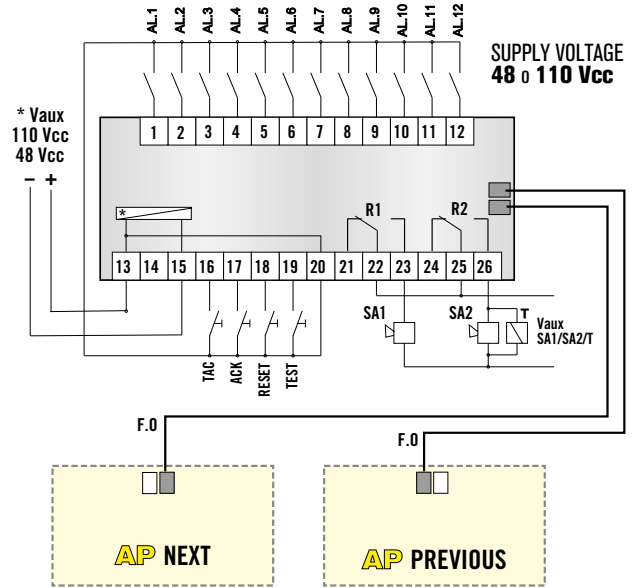 AL.1 AL.2 AL.3 AL.4 AL.5 AL.6 AL.7 AL.8 AL.9 AL.10 AL.11 AL.12
SUPPLY VOLTAGE
48 o 110 Vcc
* Vaux
110 Vcc
48 Vcc
– +
1 2 3 4 5 6 7 8 9 10 11 12
*
R1 R2
13 14 15 16 17 18 19 20 21 22 23 24 25 26
SA1 SA2 T
Vaux
SA1/SA2/T
TAC ACK RESET TEST
F.O
F.O
AP NEXT
AP PREVIOUS